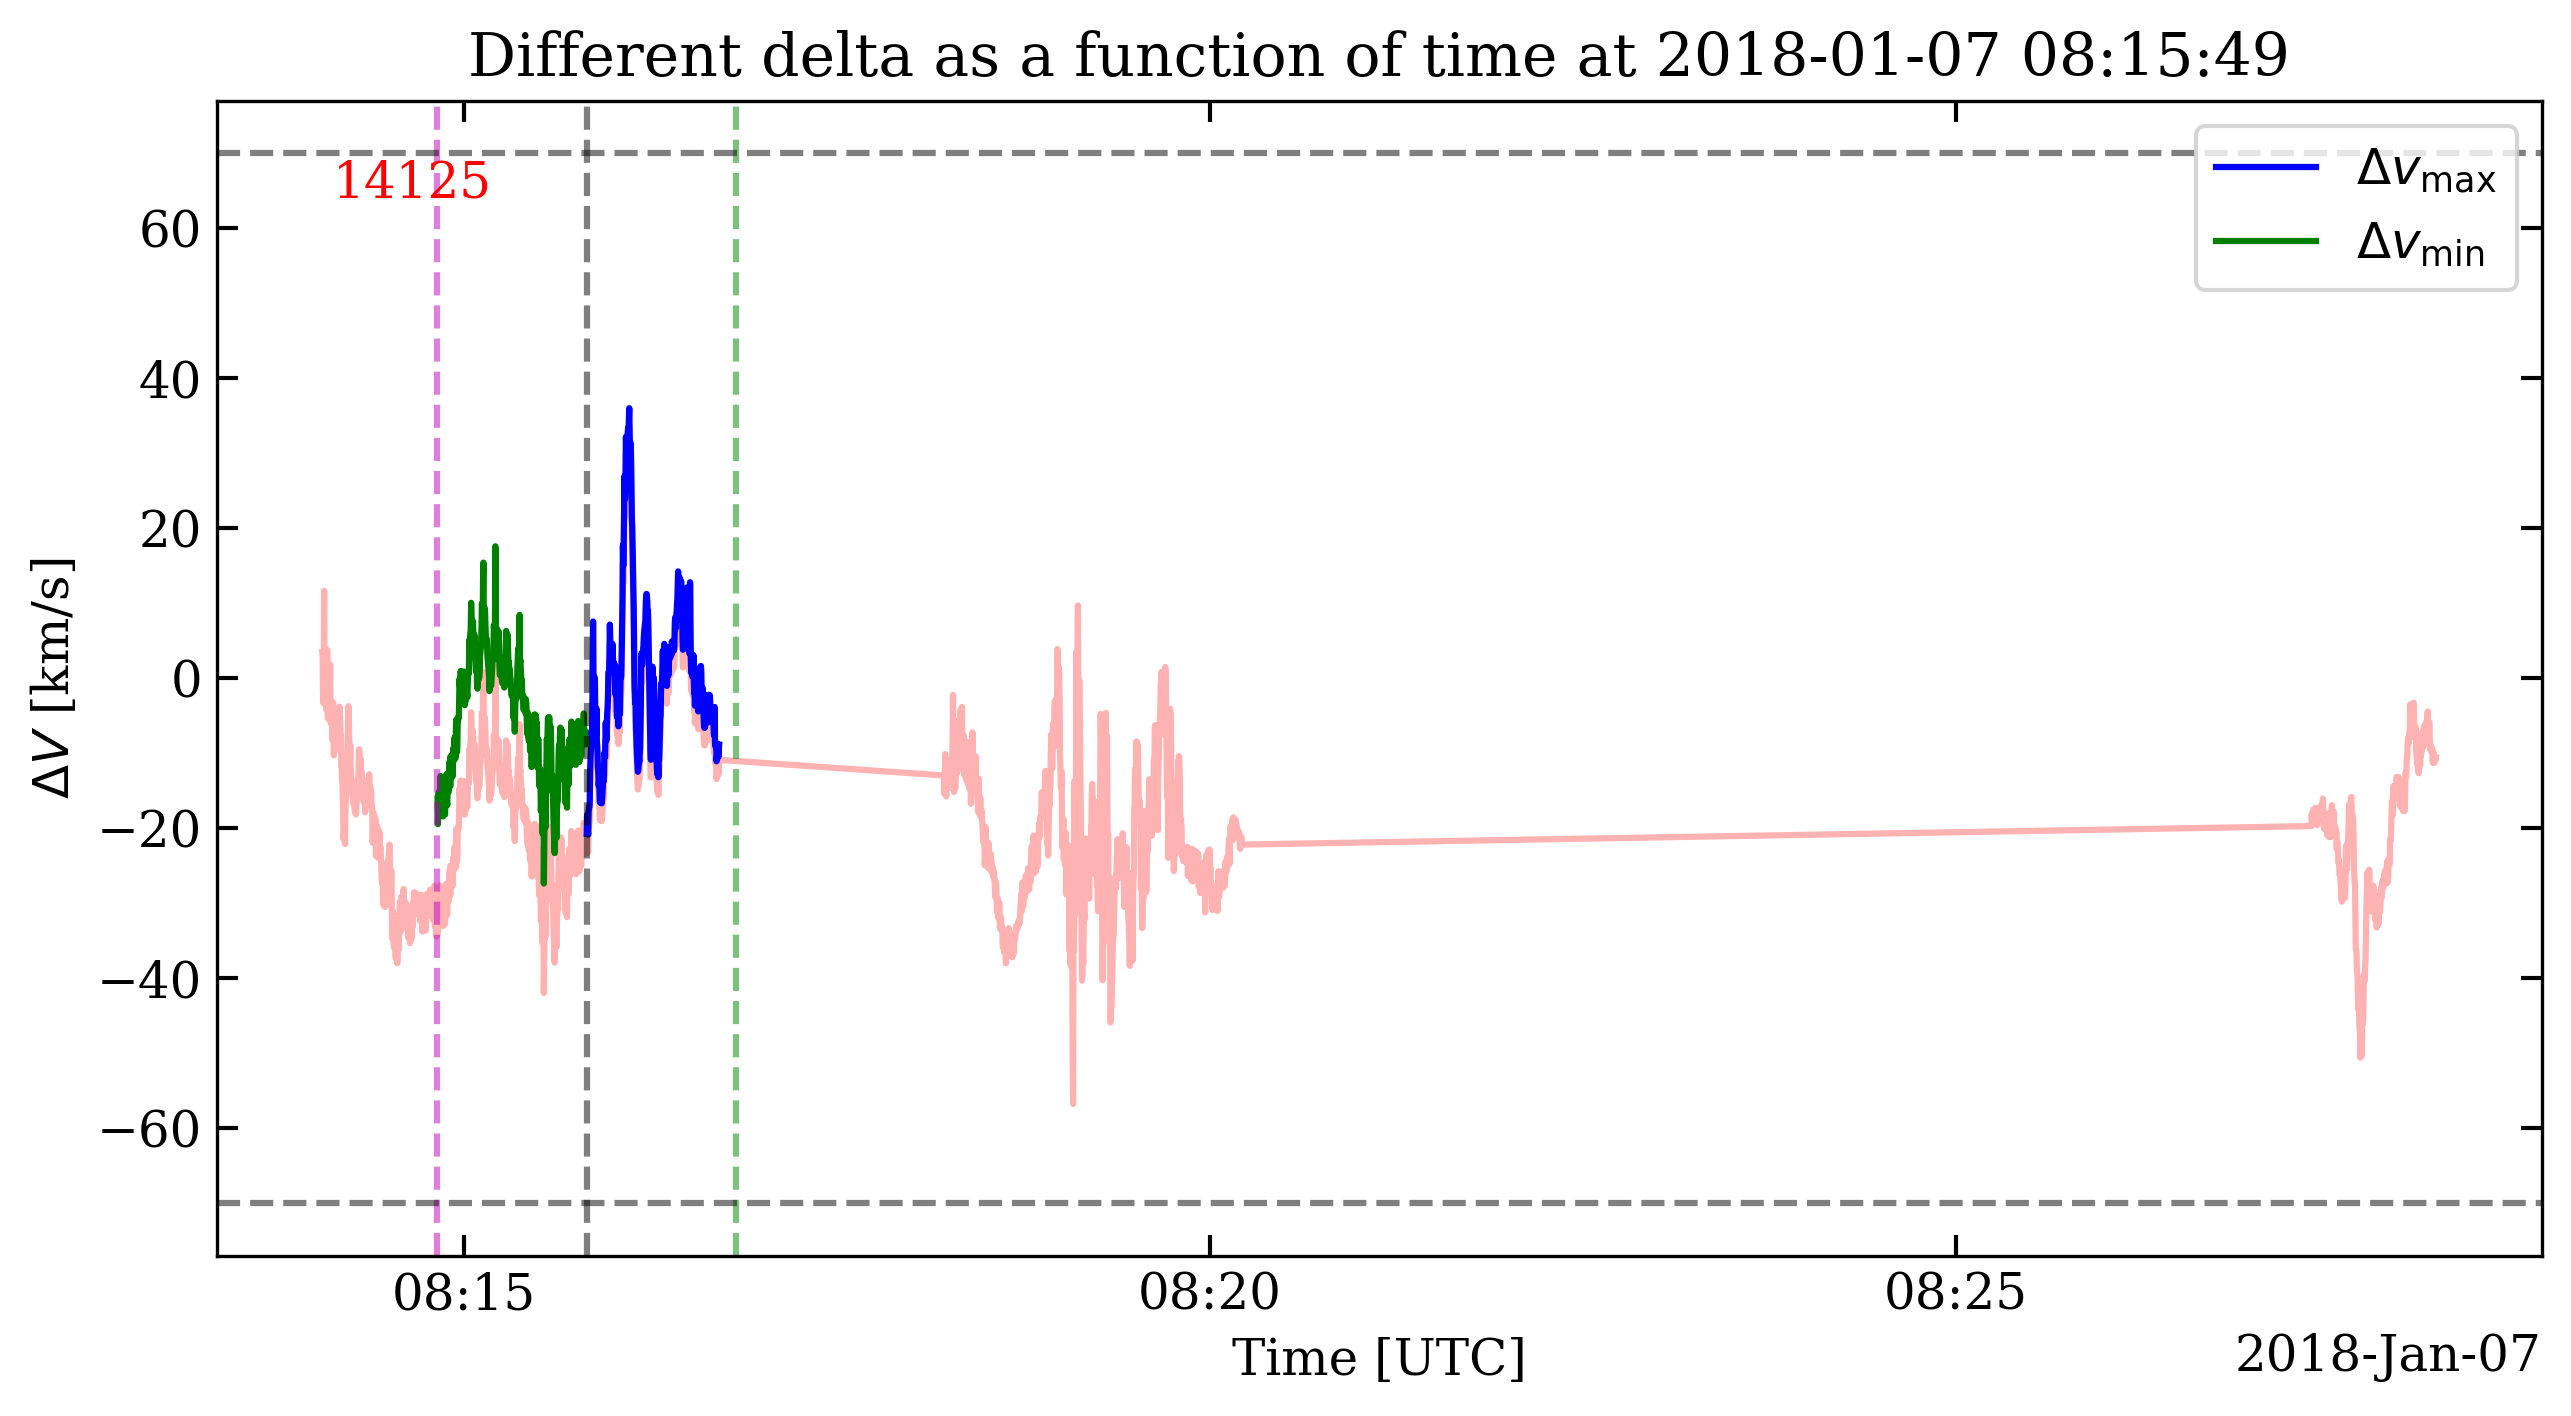 Different delta as a function of time at 2018-01-07 08:15:49
14125
Δv_max
Δv_min
60
40
20
0
−20
−40
−60
ΔV [km/s]
08:15 08:20 08:25
Time [UTC]
2018-Jan-07